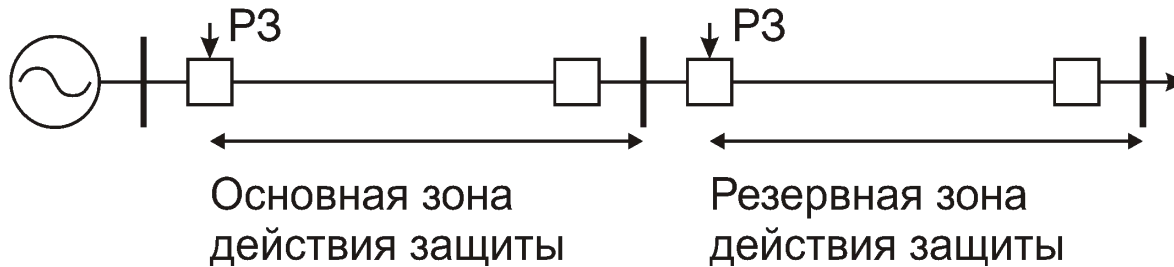 РЗ
РЗ
Основная зона
действия защиты
Резервная зона
действия защиты